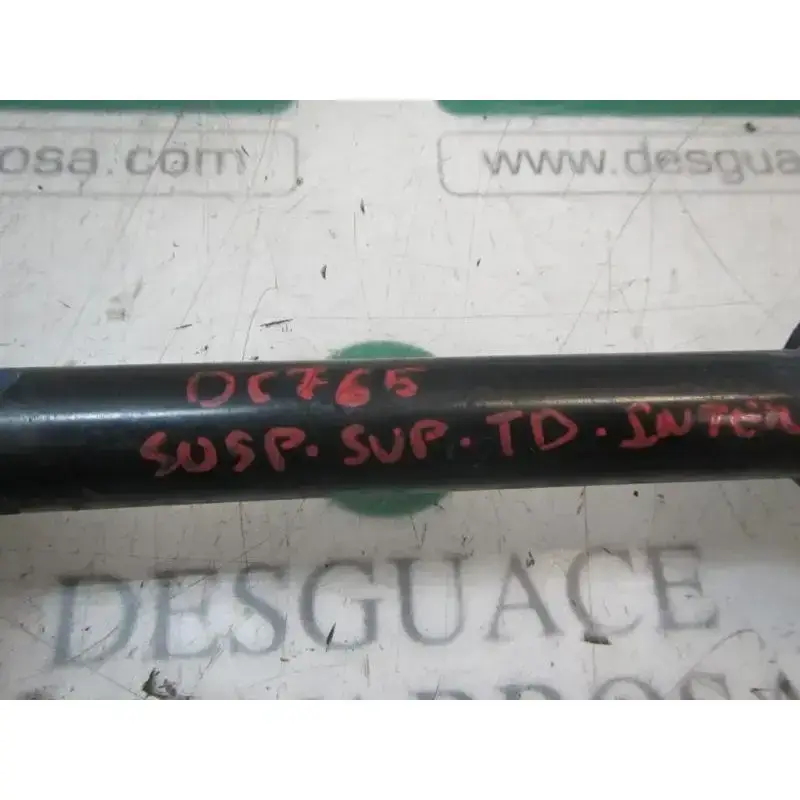 osa.com www.desgua
OC765
SUSP. SUP. TD. INTER
DESGUACE